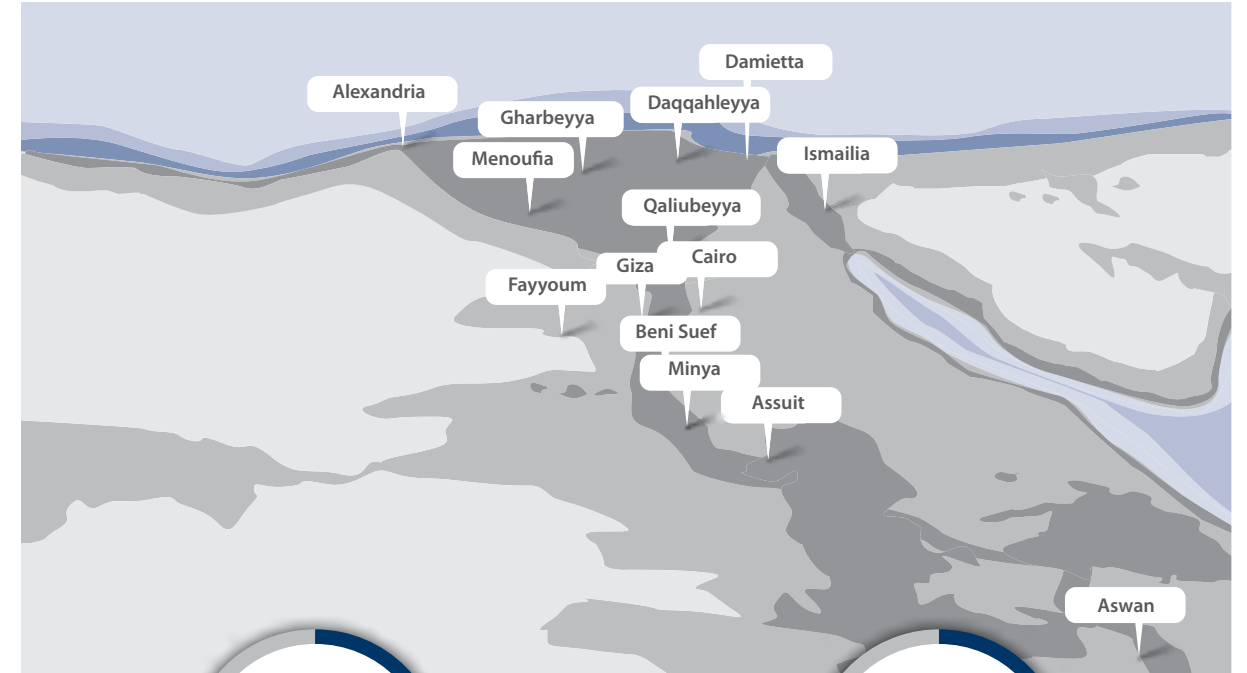 Damietta
Alexandria
Daqqahleyya
Gharbeyya
Menoufia
Ismailia
Qaliubeyya
Cairo
Giza
Fayyoum
Beni Suef
Minya
Assuit
Aswan